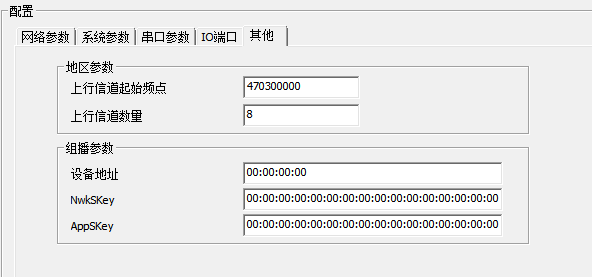 配置
网络参数 系统参数 串口参数 IO端口 其他
地区参数
上行信道起始频点 470300000
上行信道数量 8
组播参数
设备地址 00:00:00:00
NwkSKey 00:00:00:00:00:00:00:00:00:00:00:00:00:00:00:00
AppSKey 00:00:00:00:00:00:00:00:00:00:00:00:00:00:00:00